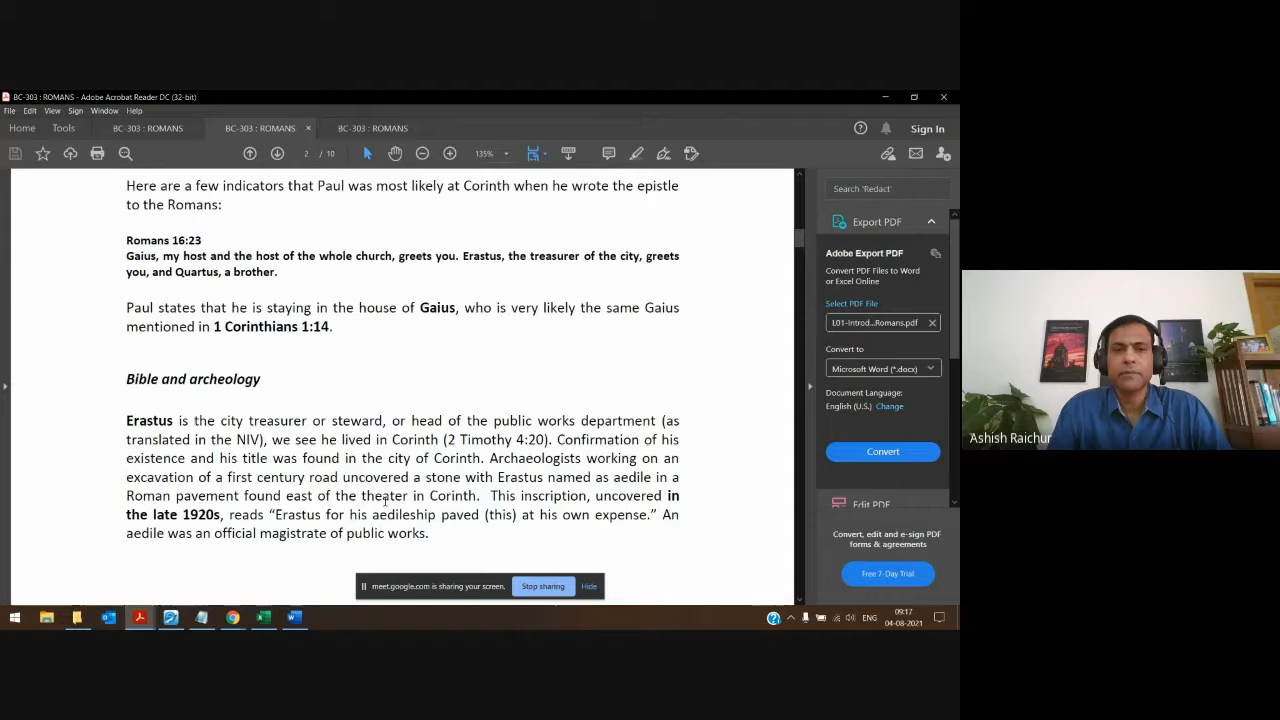 BC-303 : ROMANS - Adobe Acrobat Reader DC (32-bit)
File Edit View Sign Window Help
Home Tools BC-303 : ROMANS BC-303 : ROMANS × BC-303 : ROMANS Sign In
2 / 10 135%
Here are a few indicators that Paul was most likely at Corinth when he wrote the epistle
to the Romans:
Romans 16:23
Gaius, my host and the host of the whole church, greets you. Erastus, the treasurer of the city, greets
you, and Quartus, a brother.
Paul states that he is staying in the house of Gaius, who is very likely the same Gaius
mentioned in 1 Corinthians 1:14.
Bible and archeology
Erastus is the city treasurer or steward, or head of the public works department (as
translated in the NIV), we see he lived in Corinth (2 Timothy 4:20). Confirmation of his
existence and his title was found in the city of Corinth. Archaeologists working on an
excavation of a first century road uncovered a stone with Erastus named as aedile in a
Roman pavement found east of the theater in Corinth. This inscription, uncovered in
the late 1920s, reads “Erastus for his aedileship paved (this) at his own expense.” An
aedile was an official magistrate of public works.
Search 'Redact'
Export PDF
Adobe Export PDF
Convert PDF Files to Word
or Excel Online
Select PDF File
L01-Introd...Romans.pdf
Convert to
Microsoft Word (*.docx)
Document Language:
English (U.S.) Change
Convert
Edit PDF
Convert, edit and e-sign PDF
forms & agreements
Free 7-Day Trial
meet.google.com is sharing your screen. Stop sharing Hide
ENG
09:17
04-08-2021
Ashish Raichur